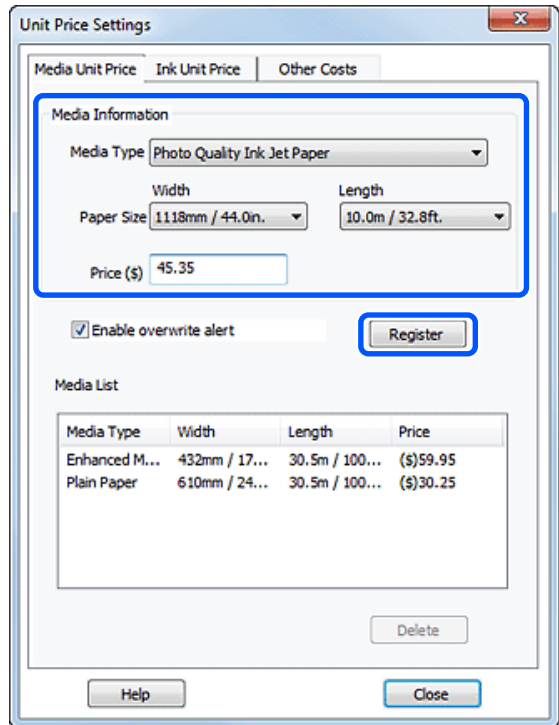 Unit Price Settings
Media Unit Price Ink Unit Price Other Costs
Media Information
Media Type Photo Quality Ink Jet Paper
Width Length
Paper Size 1118mm / 44.0in. 10.0m / 32.8ft.
Price ($) 45.35
Enable overwrite alert Register
Media List
Media Type Width Length Price
Enhanced M... 432mm / 17... 30.5m / 100... ($)59.95
Plain Paper 610mm / 24... 30.5m / 100... ($)30.25
Delete
Help Close